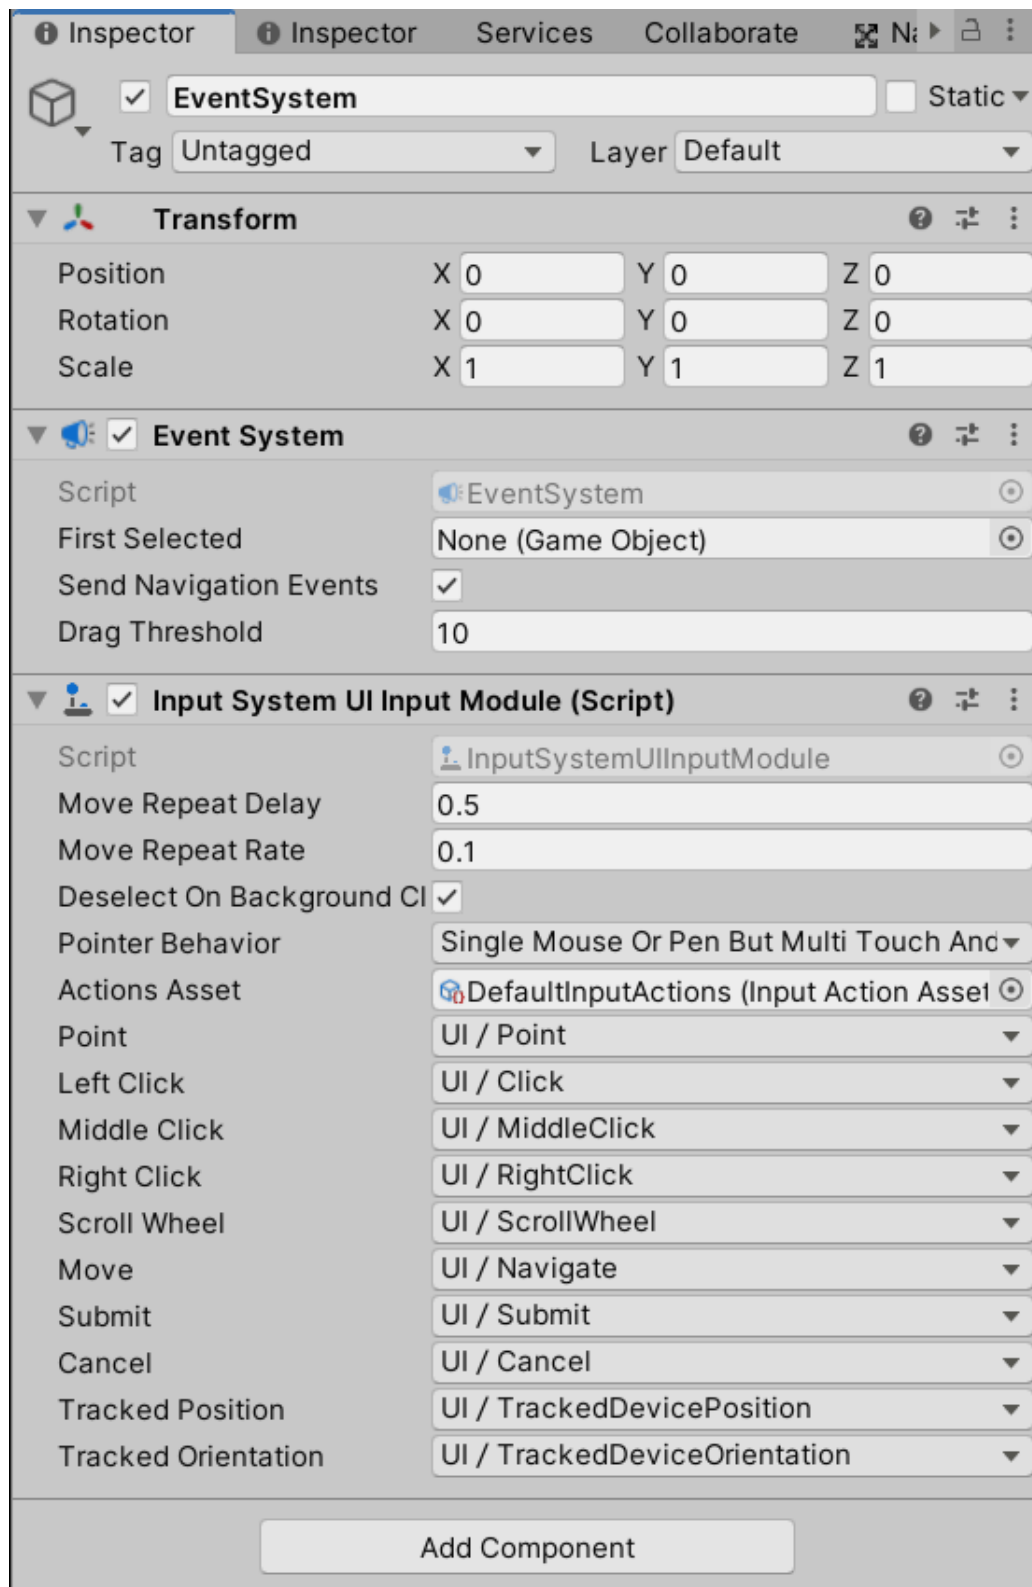 Inspector Inspector Services Collaborate Na
EventSystem Static
Tag Untagged Layer Default
Transform
Position X 0 Y 0 Z 0
Rotation X 0 Y 0 Z 0
Scale X 1 Y 1 Z 1
Event System
Script EventSystem
First Selected None (Game Object)
Send Navigation Events
Drag Threshold 10
Input System UI Input Module (Script)
Script InputSystemUIInputModule
Move Repeat Delay 0.5
Move Repeat Rate 0.1
Deselect On Background Cl
Pointer Behavior Single Mouse Or Pen But Multi Touch And
Actions Asset DefaultInputActions (Input Action Asset
Point UI / Point
Left Click UI / Click
Middle Click UI / MiddleClick
Right Click UI / RightClick
Scroll Wheel UI / ScrollWheel
Move UI / Navigate
Submit UI / Submit
Cancel UI / Cancel
Tracked Position UI / TrackedDevicePosition
Tracked Orientation UI / TrackedDeviceOrientation
Add Component